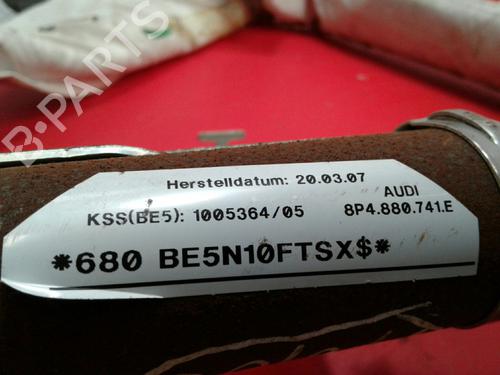 B-PARTS
Herstelldatum: 20.03.07
AUDI
KSS(BE5): 1005364/05 8P4.880.741.E
*680 BE5N10FTSX$*